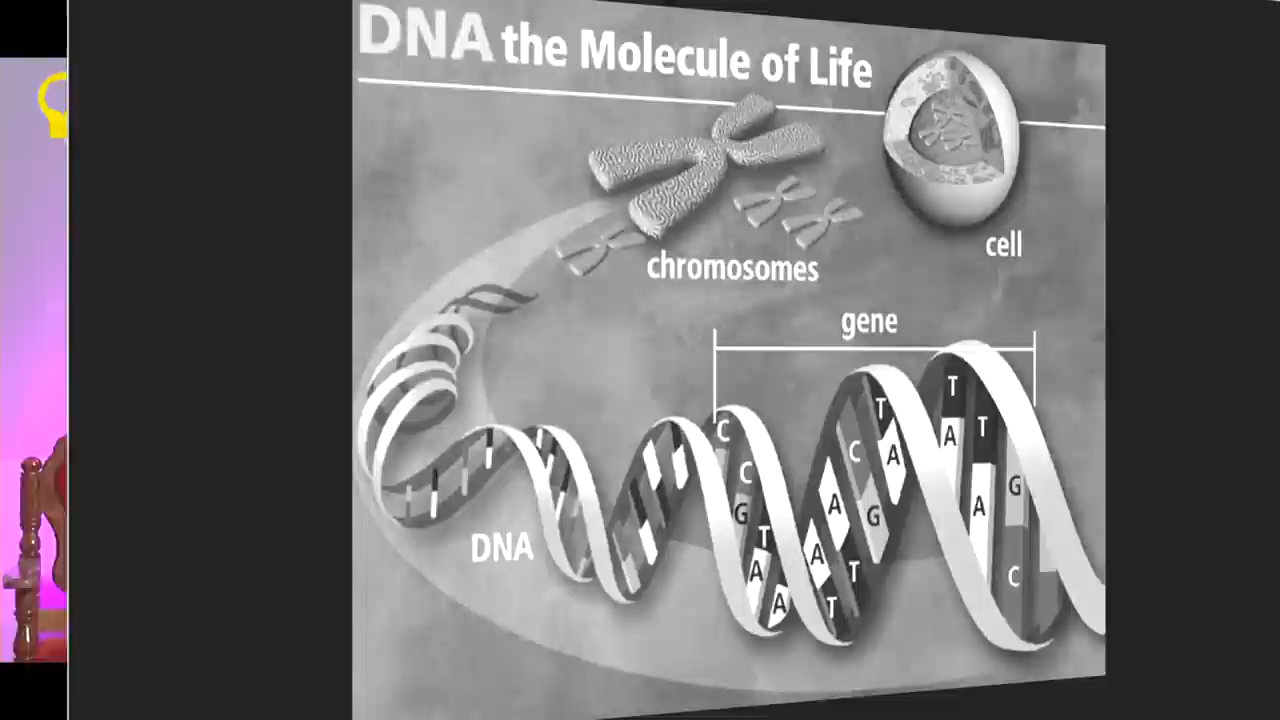 DNA the Molecule of Life
cell
chromosomes
gene
DNA
C
C
G
T
A
A
A
A
T
T
C
G
T
A
T
A
T
A
G
C